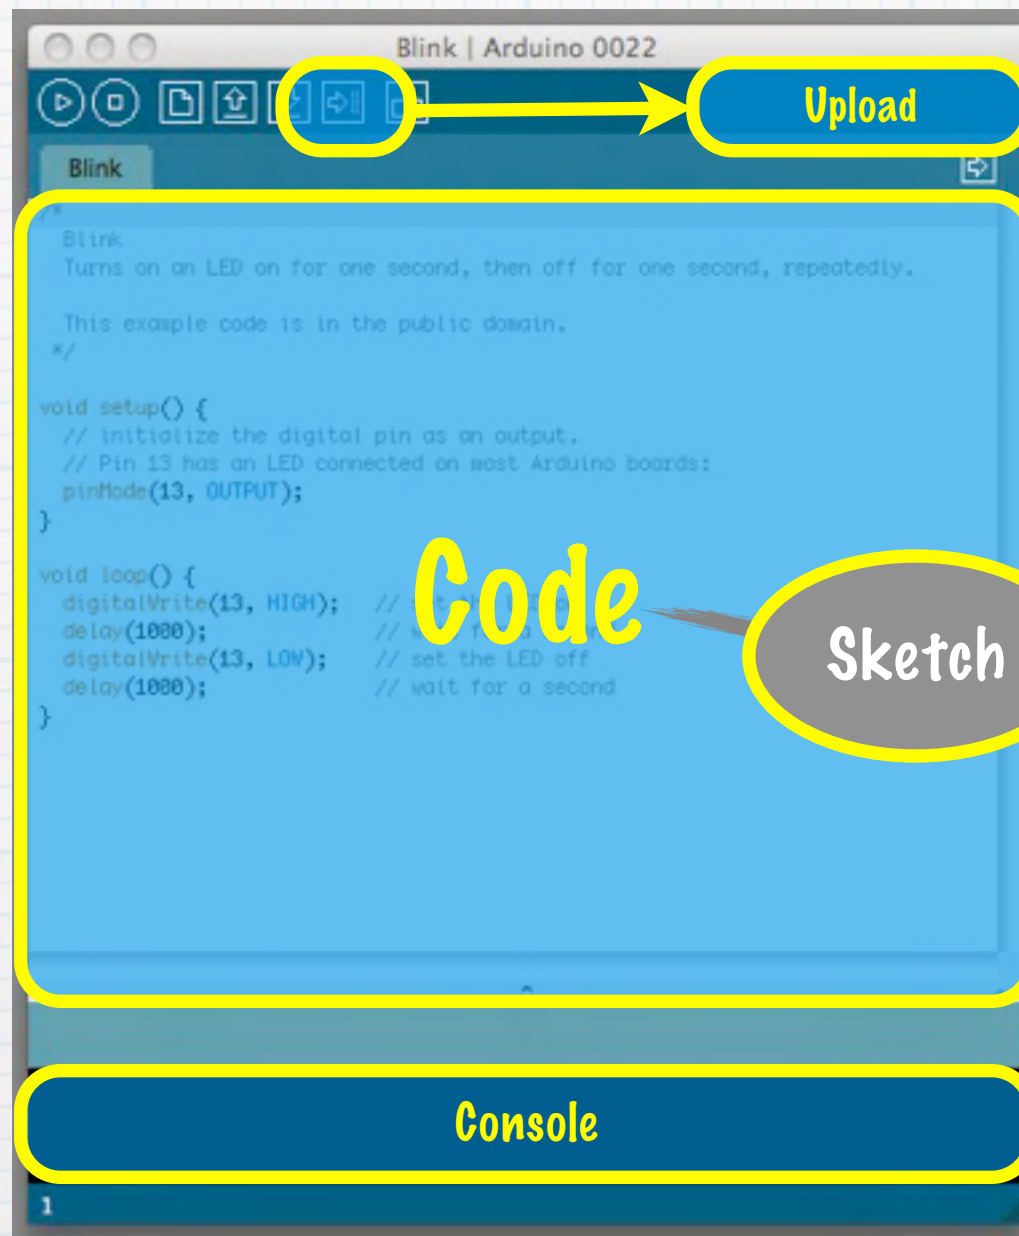 Blink | Arduino 0022
Upload
Blink
/*
Blink
Turns on an LED on for one second, then off for one second, repeatedly.
This example code is in the public domain.
*/
void setup() {
// initialize the digital pin as an output.
// Pin 13 has an LED connected on most Arduino boards:
pinMode(13, OUTPUT);
}
void loop() {
digitalWrite(13, HIGH); //
delay(1000); //
digitalWrite(13, LOW); // set the LED off
delay(1000); // wait for a second
}
Code
Sketch
Console
1